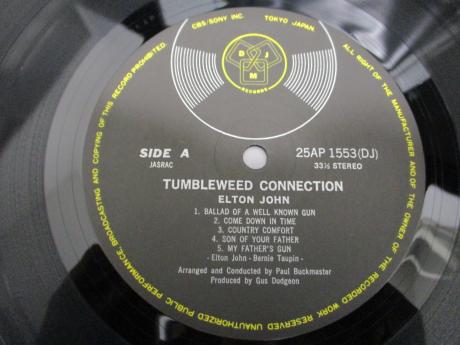 CBS/SONY INC. TOKYO JAPAN.
ALL RIGHT OF THE MANUFACTURER AND OF THE OWNER OF THE RECORDED WORK RESERVED UNAUTHORIZED PUBLIC PERFORMANCE, BROADCASTING AND COPYING OF THIS RECORD PROHIBITED
D J M
RECORDS
SIDE A
JASRAC
25AP 1553(DJ)
33⅓ STEREO
TUMBLEWEED CONNECTION
ELTON JOHN
1. BALLAD OF A WELL KNOWN GUN
2. COME DOWN IN TIME
3. COUNTRY COMFORT
4. SON OF YOUR FATHER
5. MY FATHER'S GUN
- Elton John - Bernie Taupin -
Arranged and Conducted by Paul Buckmaster
Produced by Gus Dudgeon